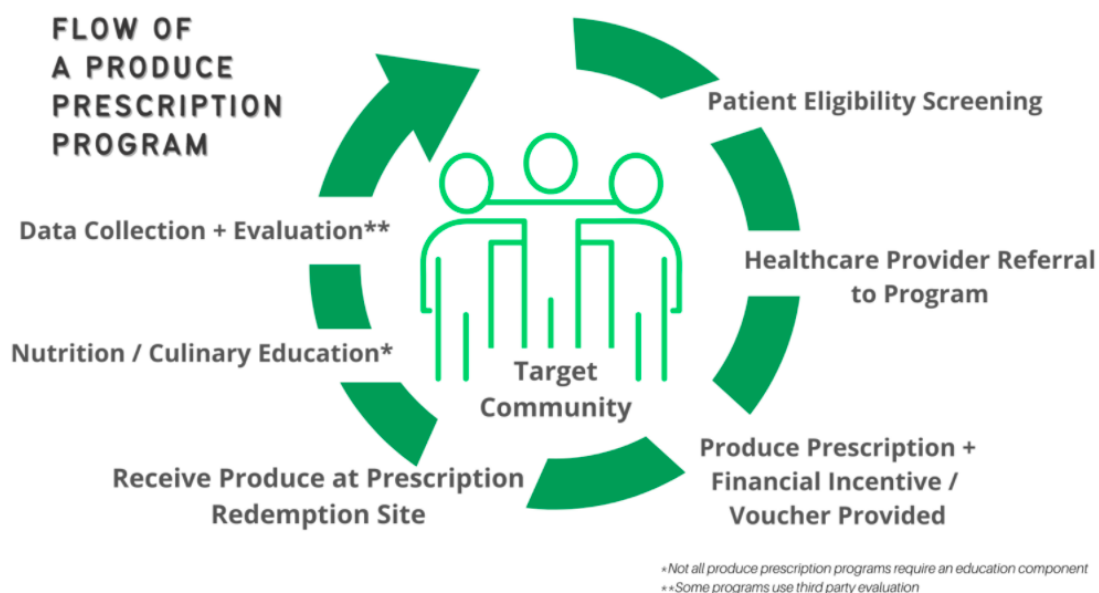 FLOW OF
A PRODUCE
PRESCRIPTION
PROGRAM
Patient Eligibility Screening
Healthcare Provider Referral
to Program
Produce Prescription +
Financial Incentive /
Voucher Provided
Receive Produce at Prescription
Redemption Site
Nutrition / Culinary Education*
Data Collection + Evaluation**
Target
Community
*Not all produce prescription programs require an education component
**Some programs use third party evaluation